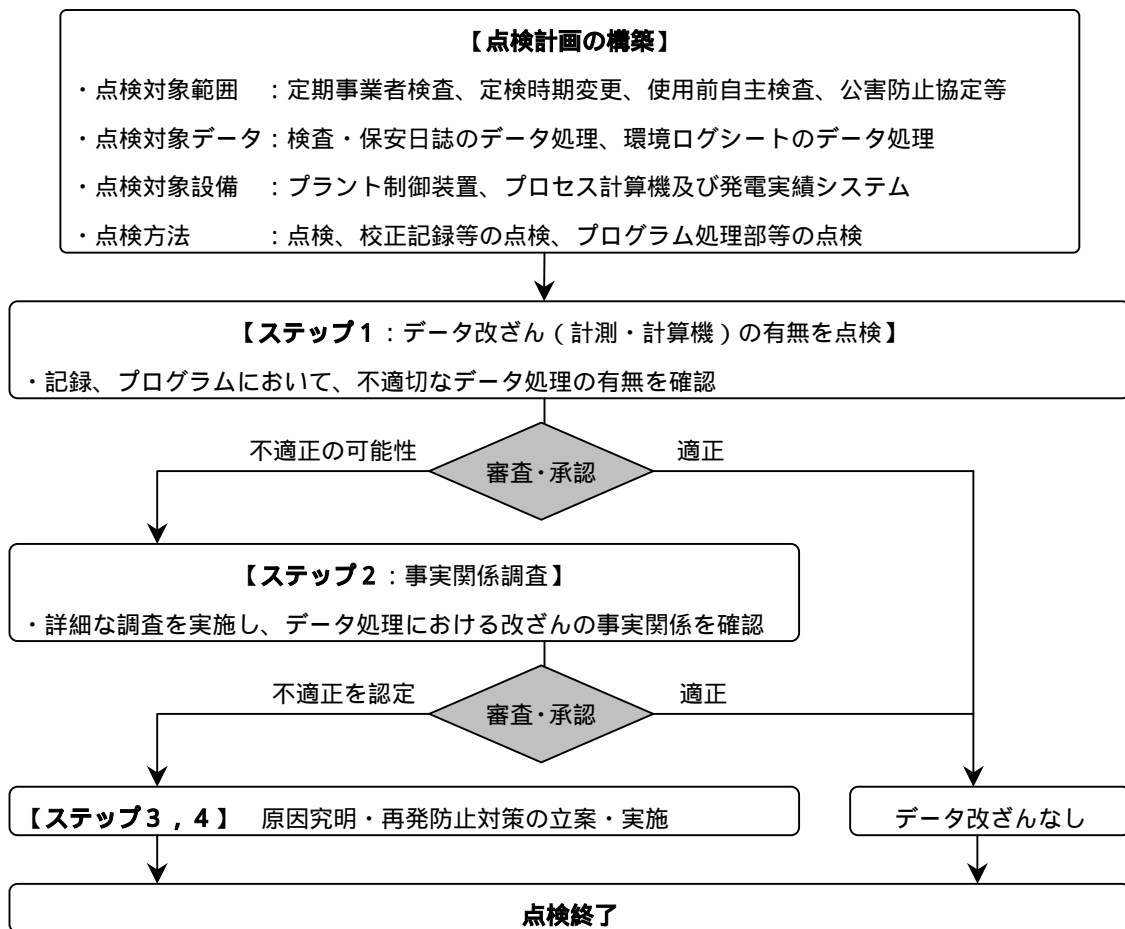 【点検計画の構築】
・点検対象範囲　：定期事業者検査、定検時期変更、使用前自主検査、公害防止協定等
・点検対象データ：検査・保安日誌のデータ処理、環境ログシートのデータ処理
・点検対象設備　：プラント制御装置、プロセス計算機及び発電実績システム
・点検方法　　　：点検、校正記録等の点検、プログラム処理部等の点検
【ステップ１：データ改ざん（計測・計算機）の有無を点検】
・記録、プログラムにおいて、不適切なデータ処理の有無を確認
不適正の可能性
審査・承認
適正
【ステップ２：事実関係調査】
・詳細な調査を実施し、データ処理における改ざんの事実関係を確認
不適正を認定
審査・承認
適正
【ステップ３，４】　原因究明・再発防止対策の立案・実施
データ改ざんなし
点検終了